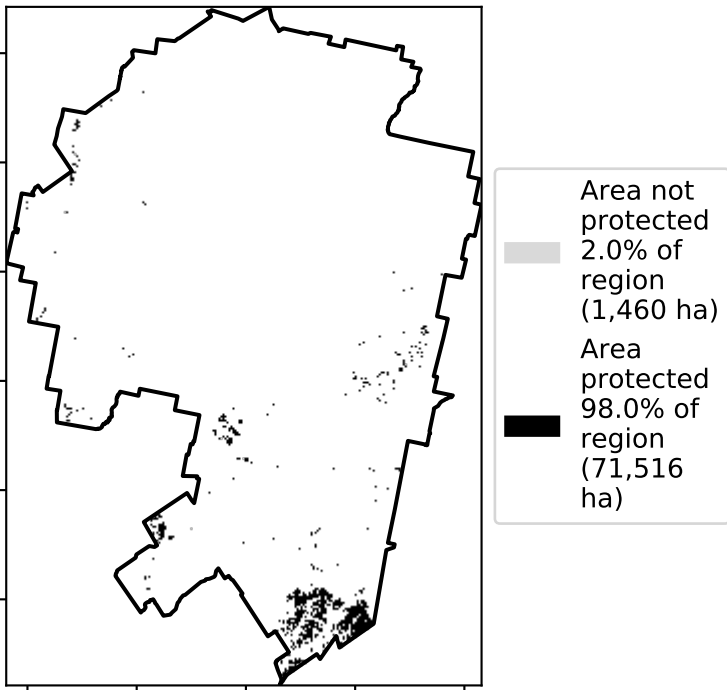 Area not
protected
2.0% of
region
(1,460 ha)
Area
protected
98.0% of
region
(71,516
ha)